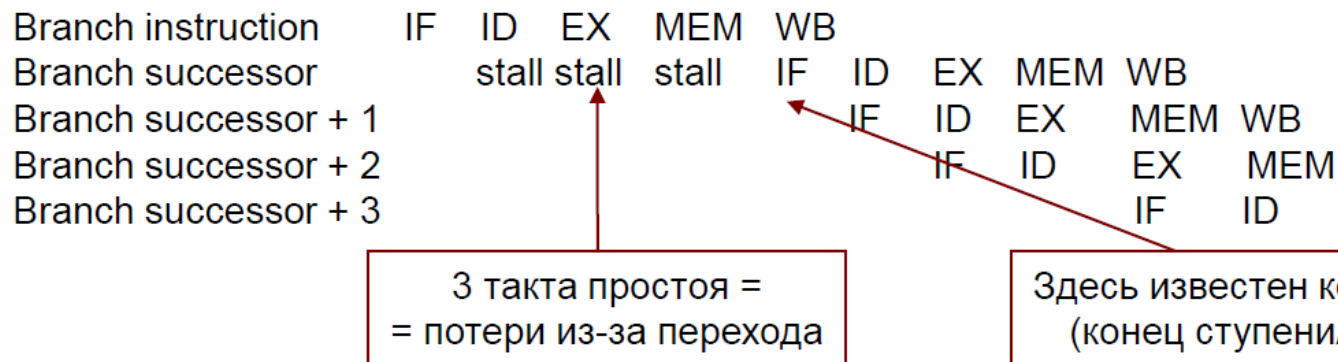 Branch instruction IF ID EX MEM WB
Branch successor stall stall stall IF ID EX MEM WB
Branch successor + 1 IF ID EX MEM WB
Branch successor + 2 IF ID EX MEM
Branch successor + 3 IF ID
3 такта простоя =
= потери из-за перехода
Здесь известен
(конец